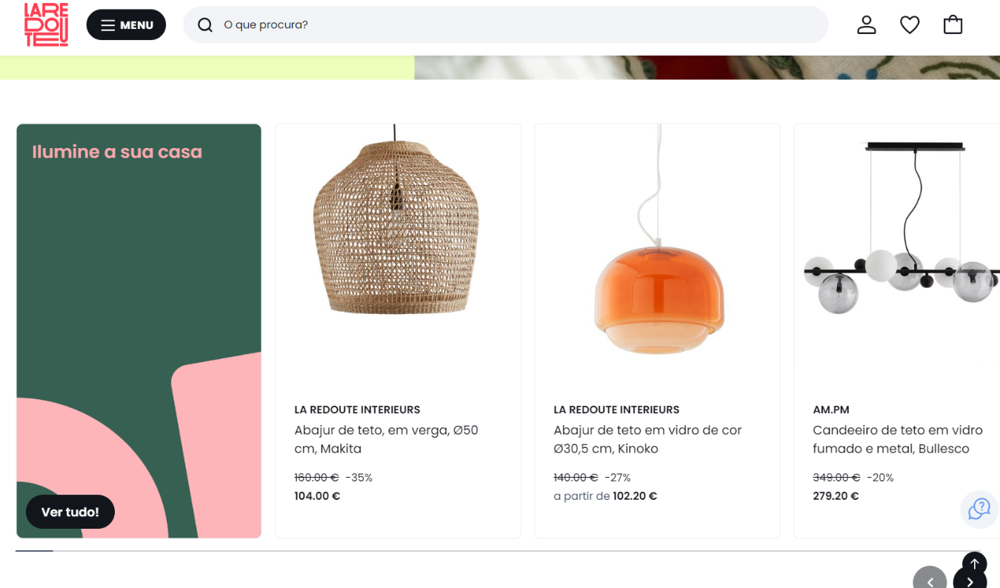 LA RE
DOU
TE
MENU
O que procura?
Ilumine a sua casa
Ver tudo!
LA REDOUTE INTERIEURS
Abajur de teto, em verga, Ø50
cm, Makita
160.00 € -35%
104.00 €
LA REDOUTE INTERIEURS
Abajur de teto em vidro de cor
Ø30,5 cm, Kinoko
140.00 € -27%
a partir de 102.20 €
AM.PM
Candeeiro de teto em vidro
fumado e metal, Bullesco
349.00 € -20%
279.20 €